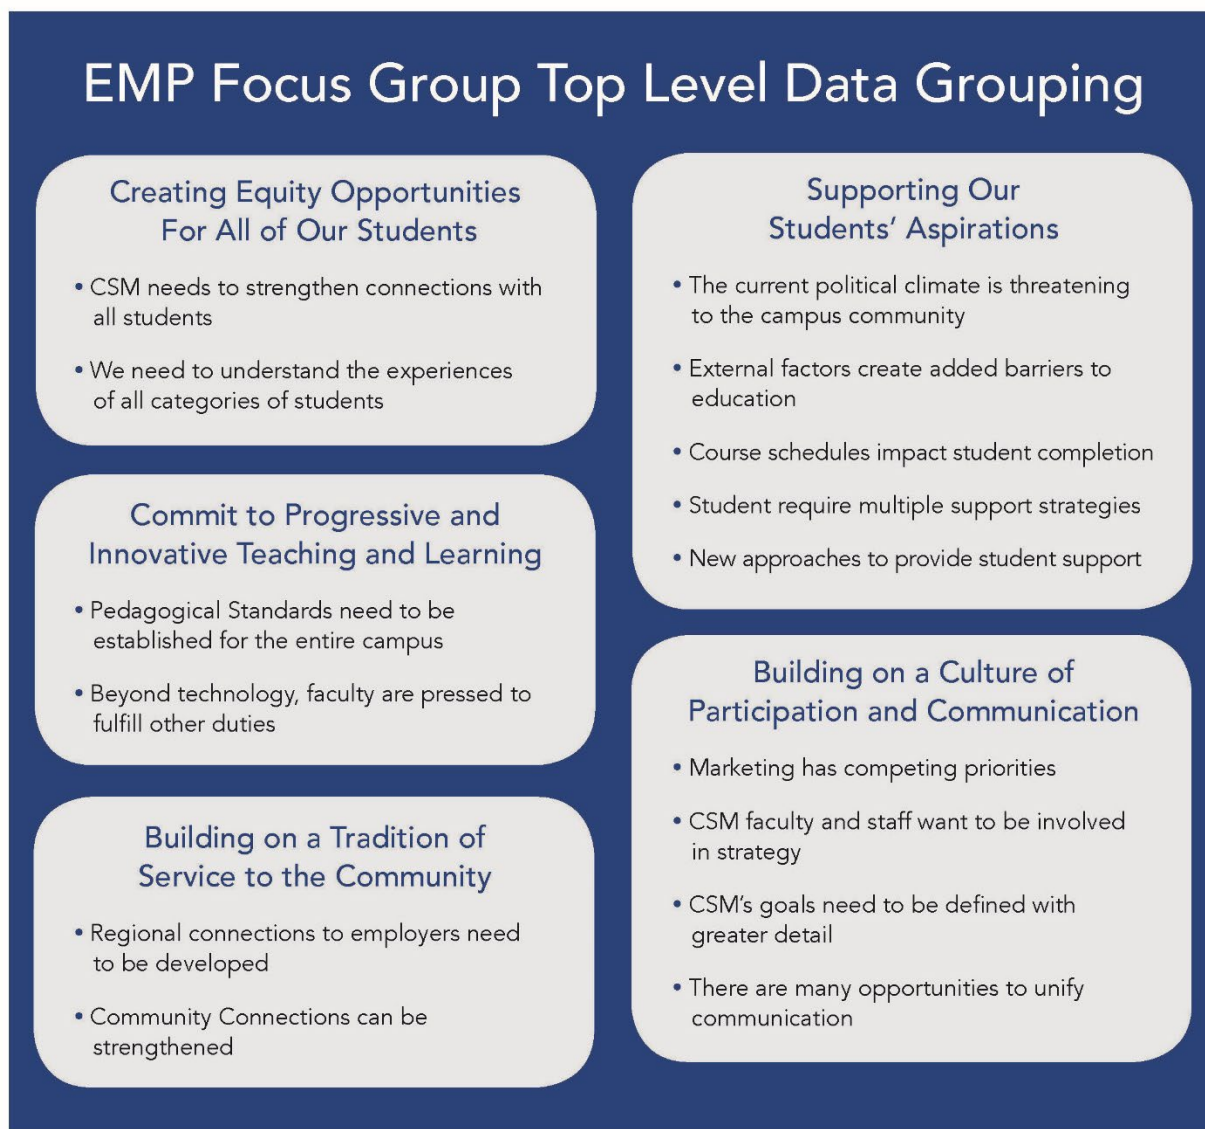 EMP Focus Group Top Level Data Grouping
Creating Equity Opportunities
For All of Our Students
• CSM needs to strengthen connections with
all students
• We need to understand the experiences
of all categories of students
Commit to Progressive and
Innovative Teaching and Learning
• Pedagogical Standards need to be
established for the entire campus
• Beyond technology, faculty are pressed to
fulfill other duties
Building on a Tradition of
Service to the Community
• Regional connections to employers need
to be developed
• Community Connections can be
strengthened
Supporting Our
Students’ Aspirations
• The current political climate is threatening
to the campus community
• External factors create added barriers to
education
• Course schedules impact student completion
• Student require multiple support strategies
• New approaches to provide student support
Building on a Culture of
Participation and Communication
• Marketing has competing priorities
• CSM faculty and staff want to be involved
in strategy
• CSM’s goals need to be defined with
greater detail
• There are many opportunities to unify
communication